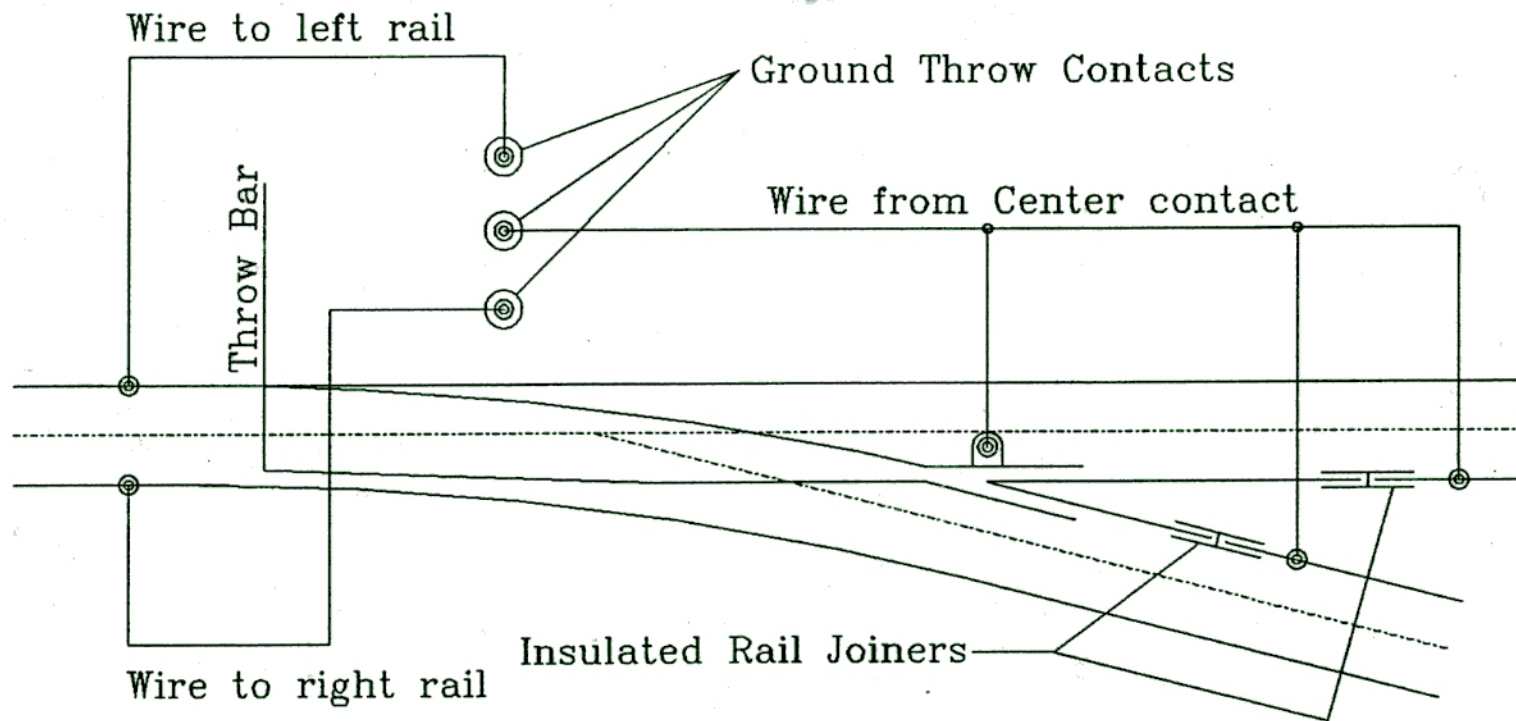 Wire to left rail
Ground Throw Contacts
Throw Bar
Wire from Center contact
Insulated Rail Joiners
Wire to right rail